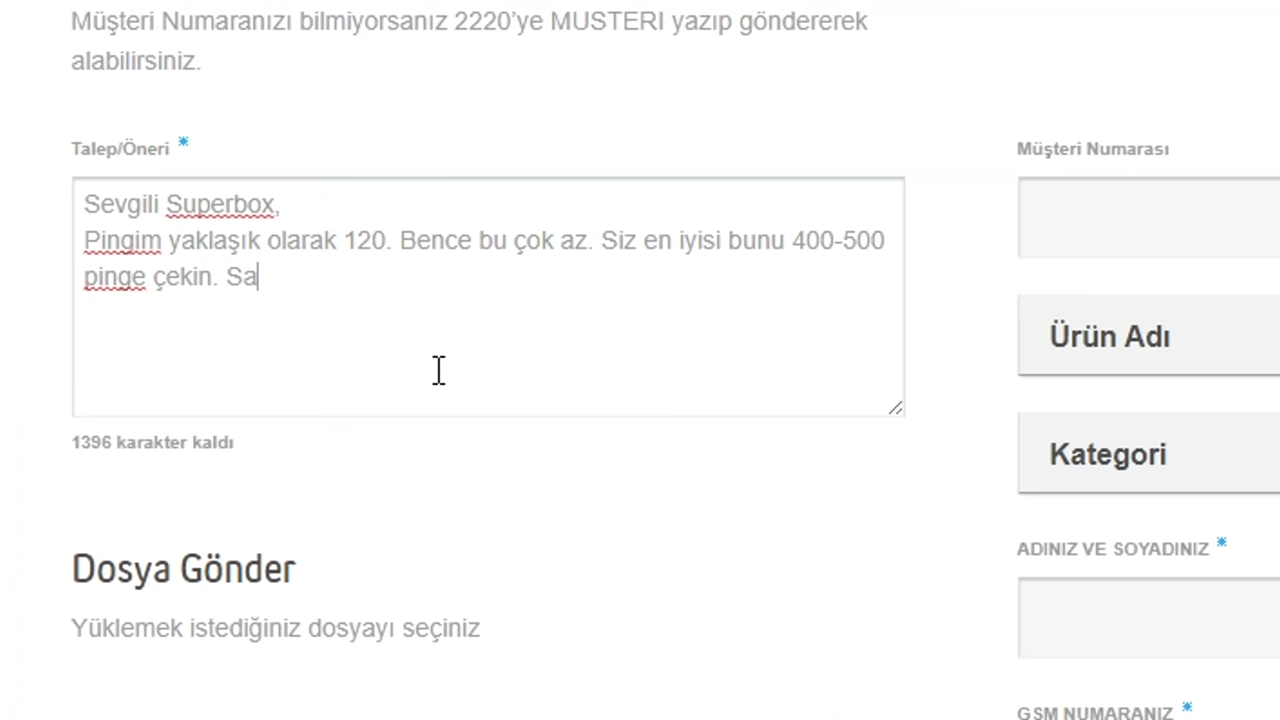 Müşteri Numaranızı bilmiyorsanız 2220’ye MUSTERI yazıp göndererek
alabilirsiniz.
Talep/Öneri *
Sevgili Superbox,
Pingim yaklaşık olarak 120. Bence bu çok az. Siz en iyisi bunu 400-500
pinge çekin. Sa
1396 karakter kaldı
Dosya Gönder
Yüklemek istediğiniz dosyayı seçiniz
Müşteri Numarası
Ürün Adı
Kategori
ADINIZ VE SOYADINIZ *
GSM NUMARANIZ *